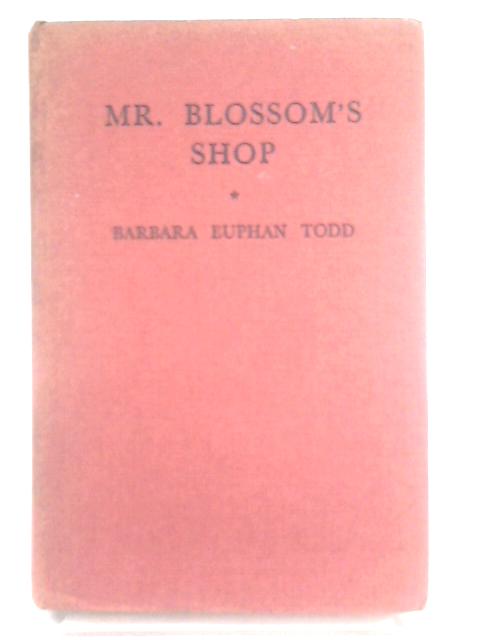 MR. BLOSSOM'S
SHOP
*
BARBARA EUPHAN TODD